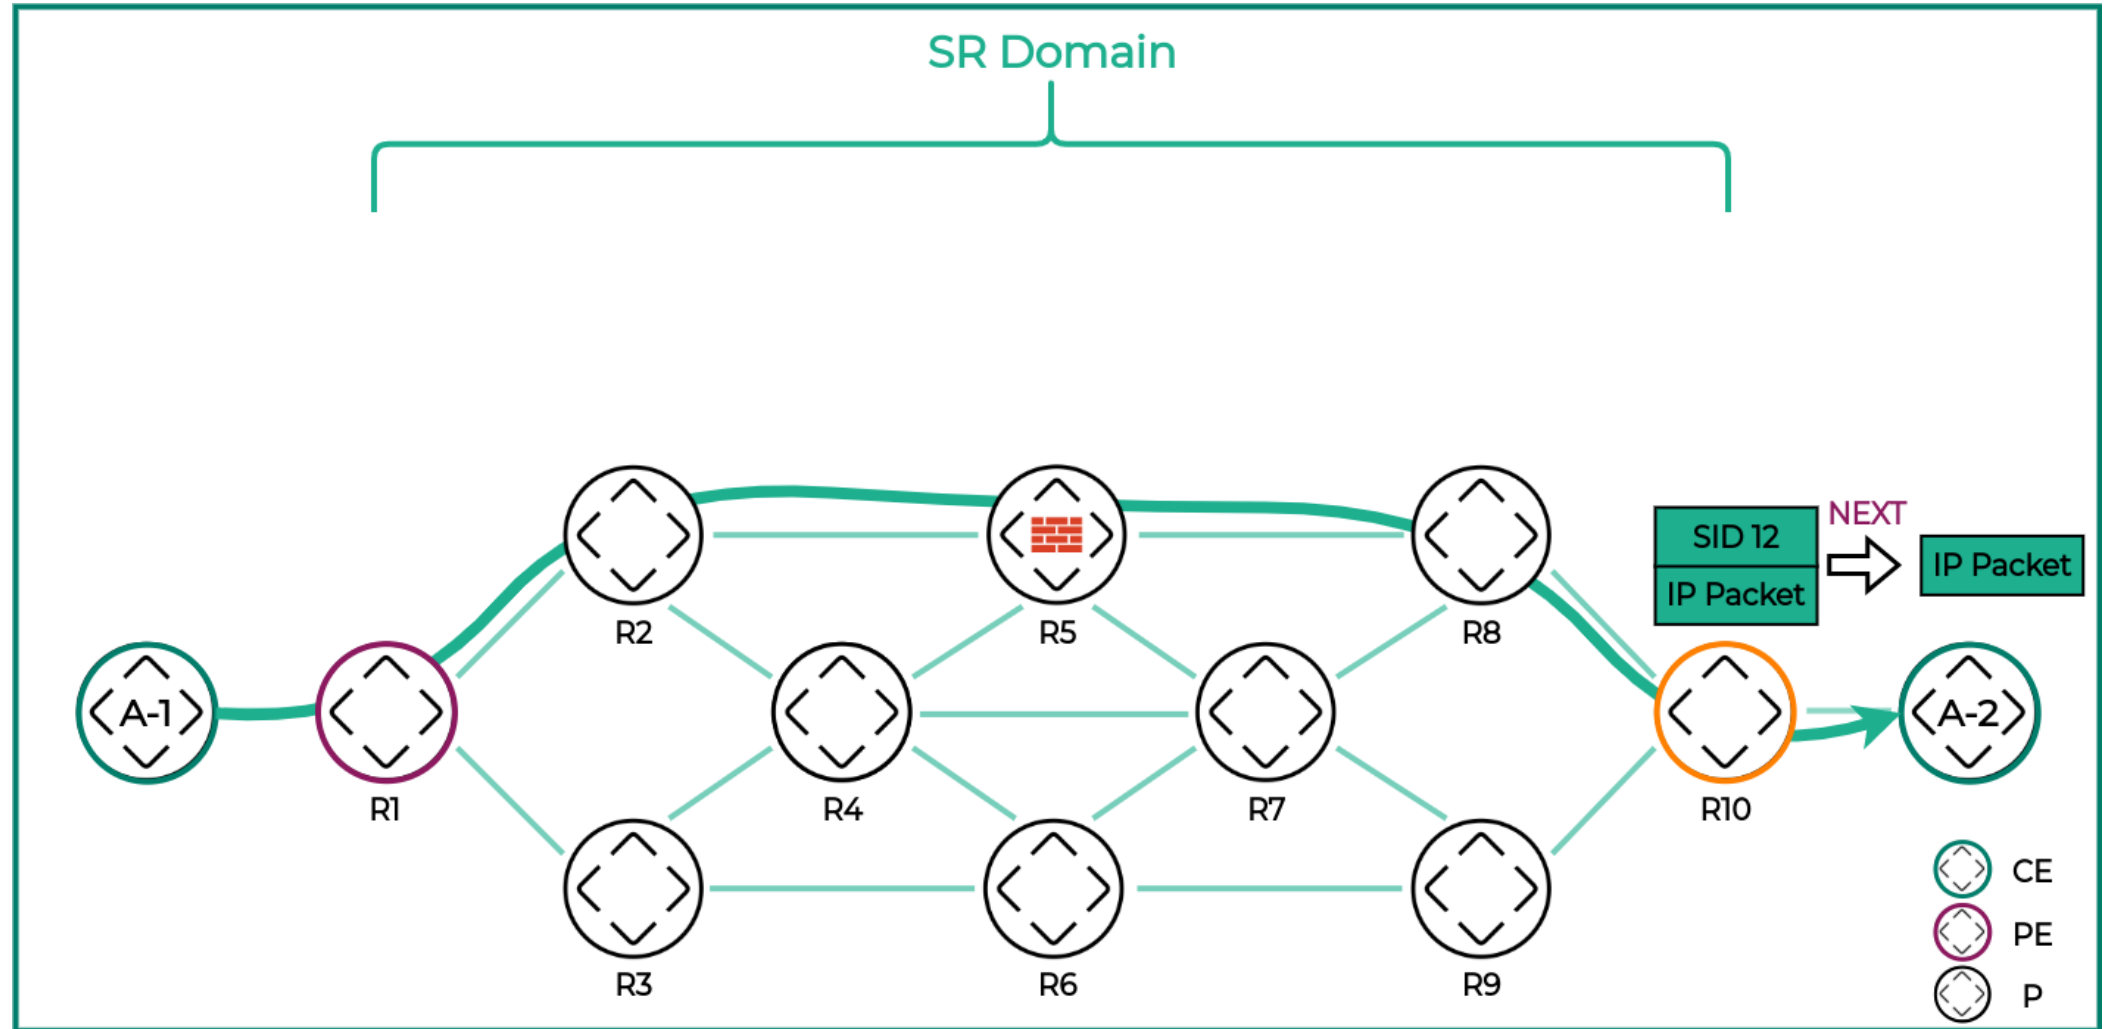 SR Domain
NEXT
SID 12
IP Packet
IP Packet
R2
R5
R8
A-1
A-2
R1
R4
R7
R10
CE
PE
R3
R6
R9
P